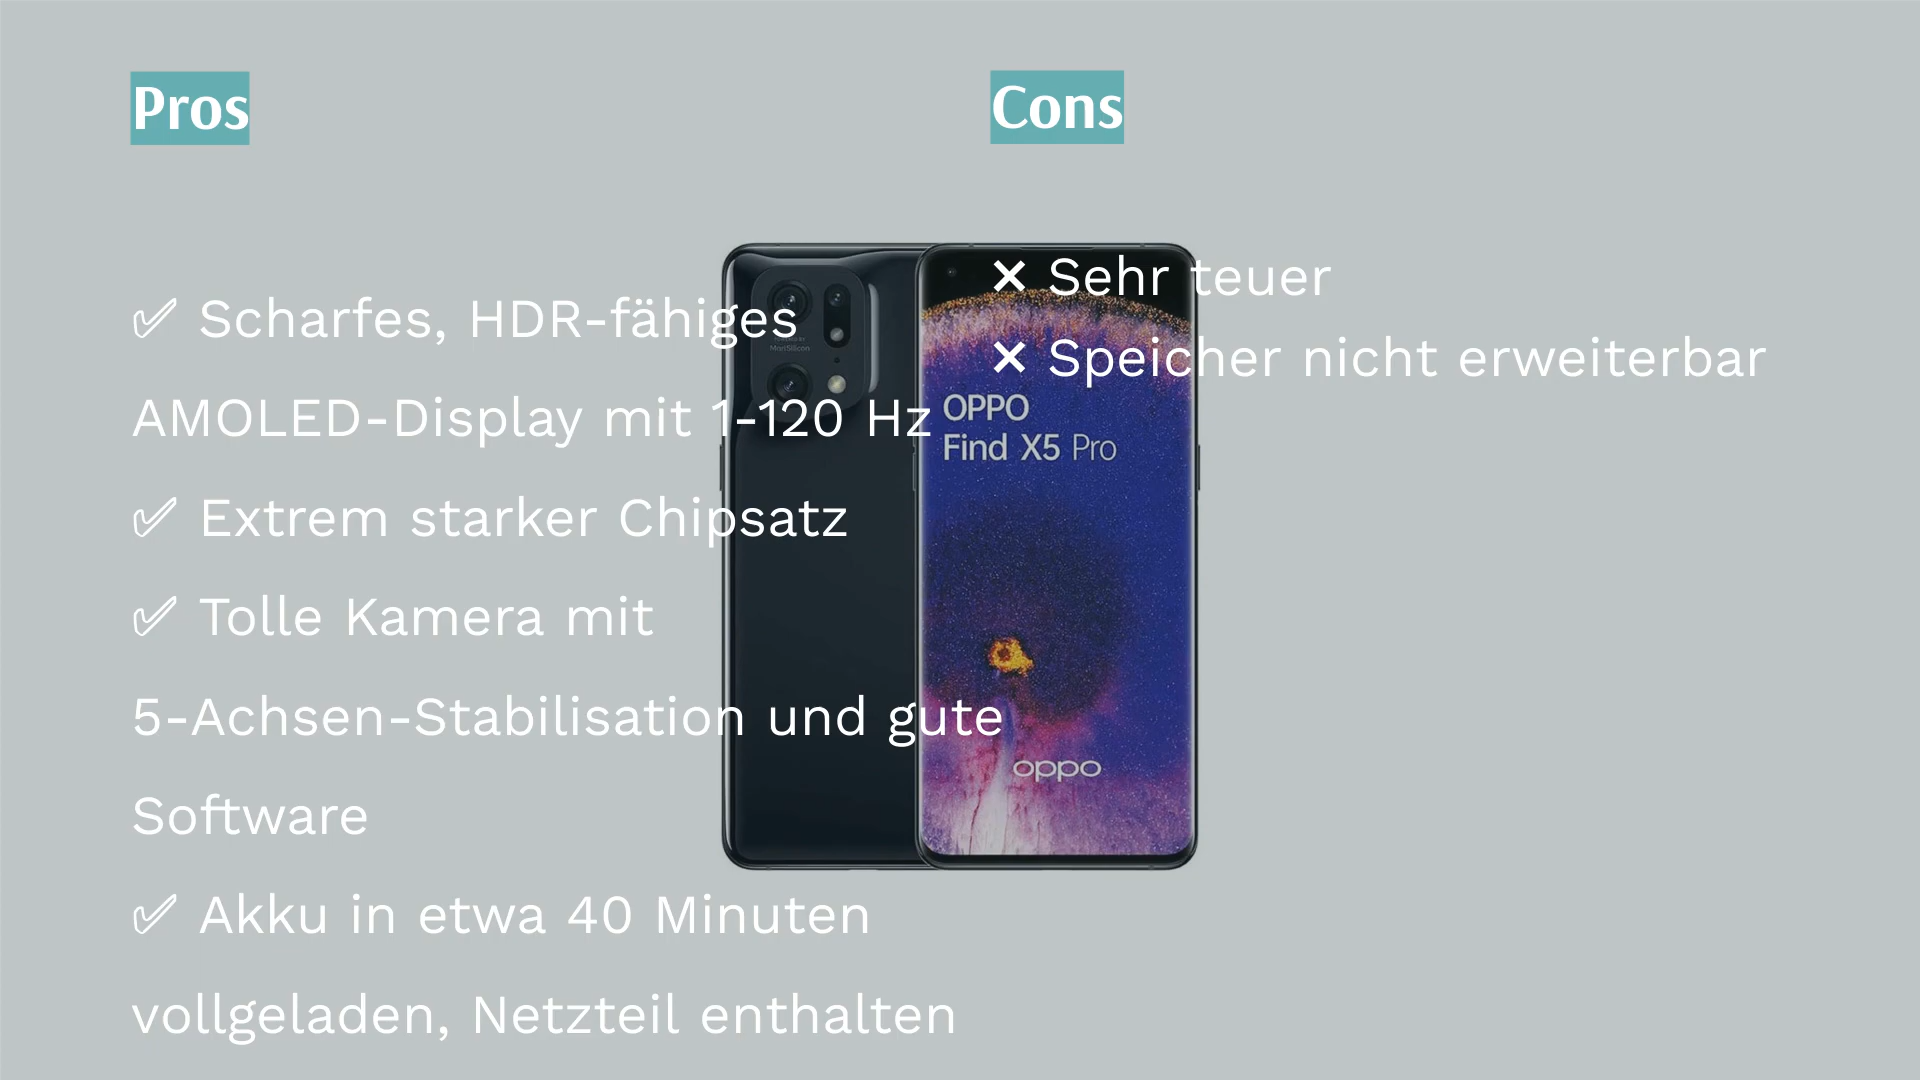 Pros
✅ Scharfes, HDR-fähiges
AMOLED-Display mit 1-120 Hz
✅ Extrem starker Chipsatz
✅ Tolle Kamera mit
5-Achsen-Stabilisation und gute
Software
✅ Akku in etwa 40 Minuten
vollgeladen, Netzteil enthalten
Cons
❌ Sehr teuer
❌ Speicher nicht erweiterbar
MariSilicon
OPPO
Find X5 Pro
oppo